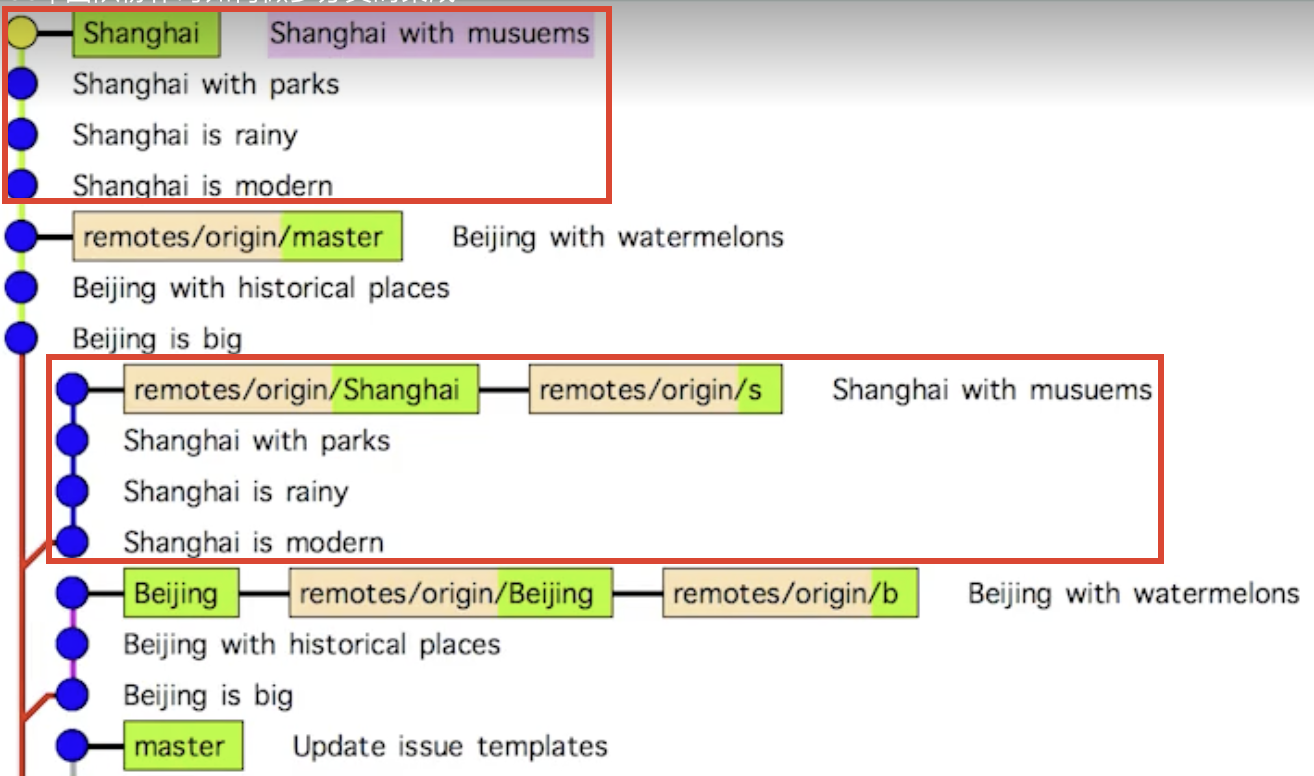 Shanghai Shanghai with musuems
Shanghai with parks
Shanghai is rainy
Shanghai is modern
remotes/origin/master Beijing with watermelons
Beijing with historical places
Beijing is big
remotes/origin/Shanghai remotes/origin/s Shanghai with musuems
Shanghai with parks
Shanghai is rainy
Shanghai is modern
Beijing remotes/origin/Beijing remotes/origin/b Beijing with watermelons
Beijing with historical places
Beijing is big
master Update issue templates